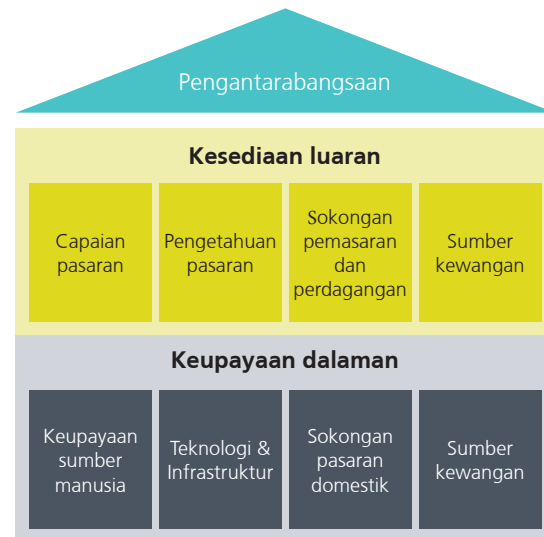 Pengantarabangsaan
Kesediaan luaran
Capaian
pasaran
Pengetahuan
pasaran
Sokongan
pemasaran
dan
perdagangan
Sumber
kewangan
Keupayaan dalaman
Keupayaan
sumber
manusia
Teknologi &
Infrastruktur
Sokongan
pasaran
domestik
Sumber
kewangan